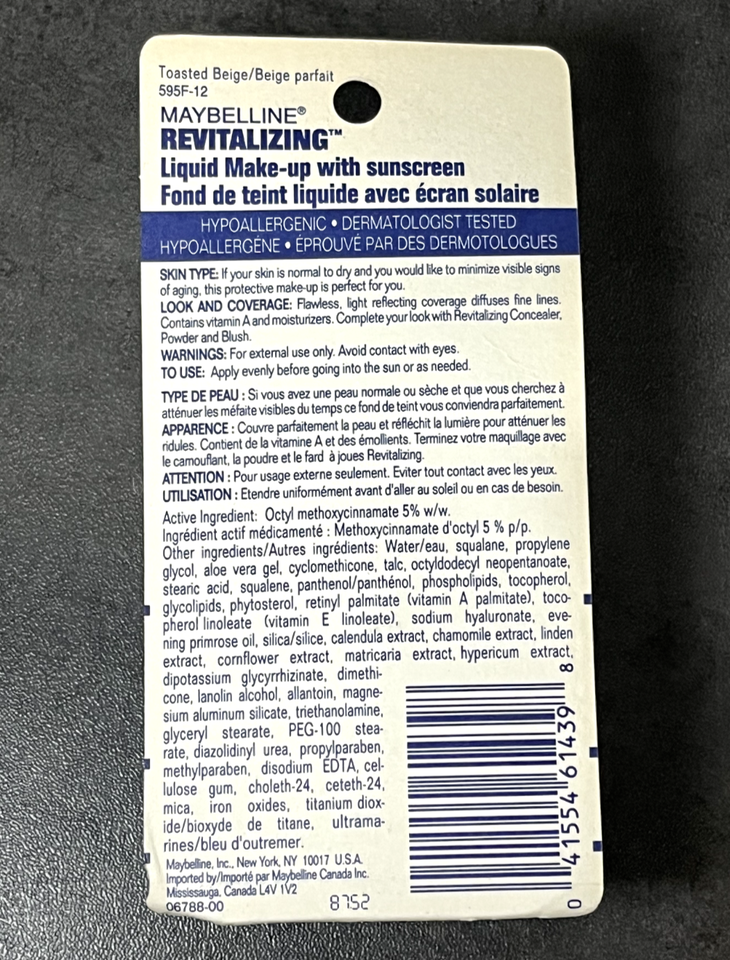 Toasted Beige/Beige parfait
595F-12
MAYBELLINE®
REVITALIZING™
Liquid Make-up with sunscreen
Fond de teint liquide avec écran solaire
HYPOALLERGENIC • DERMATOLOGIST TESTED
HYPOALLERGÈNE • ÉPROUVÉ PAR DES DERMOTOLOGUES
SKIN TYPE: If your skin is normal to dry and you would like to minimize visible signs
of aging, this protective make-up is perfect for you.
LOOK AND COVERAGE: Flawless, light reflecting coverage diffuses fine lines.
Contains vitamin A and moisturizers. Complete your look with Revitalizing Concealer,
Powder and Blush.
WARNINGS: For external use only. Avoid contact with eyes.
TO USE: Apply evenly before going into the sun or as needed.
TYPE DE PEAU : Si vous avez une peau normale ou sèche et que vous cherchez à
atténuer les méfaite visibles du temps ce fond de teint vous conviendra parfaitement.
APPARENCE : Couvre parfaitement la peau et réfléchit la lumière pour atténuer les
ridules. Contient de la vitamine A et des émollients. Terminez votre maquillage avec
le camouflant, la poudre et le fard à joues Revitalizing.
ATTENTION : Pour usage externe seulement. Eviter tout contact avec les yeux.
UTILISATION : Etendre uniformément avant d'aller au soleil ou en cas de besoin.
Active Ingredient: Octyl methoxycinnamate 5% w/w.
Ingrédient actif médicamenté : Methoxycinnamate d'octyl 5 % p/p.
Other ingredients/Autres ingrédients: Water/eau, squalane, propylene
glycol, aloe vera gel, cyclomethicone, talc, octyldodecyl neopentanoate,
stearic acid, squalene, panthenol/panthénol, phospholipids, tocopherol,
glycolipids, phytosterol, retinyl palmitate (vitamin A palmitate), toco-
pherol linoleate (vitamin E linoleate), sodium hyaluronate, eve-
ning primrose oil, silica/silice, calendula extract, chamomile extract, linden
extract, cornflower extract, matricaria extract, hypericum extract,
dipotassium glycyrrhizinate, dimethi-
cone, lanolin alcohol, allantoin, magne-
sium aluminum silicate, triethanolamine,
glyceryl stearate, PEG-100 stea-
rate, diazolidinyl urea, propylparaben,
methylparaben, disodium EDTA, cel-
lulose gum, choleth-24, ceteth-24,
mica, iron oxides, titanium diox-
ide/bioxyde de titane, ultrama-
rines/bleu d'outremer.
Maybelline, Inc., New York, NY 10017 U.S.A.
Imported by/Importé par Maybelline Canada Inc.
Mississauga, Canada L4V 1V2
06788-00
8752
0 41554 61439 8